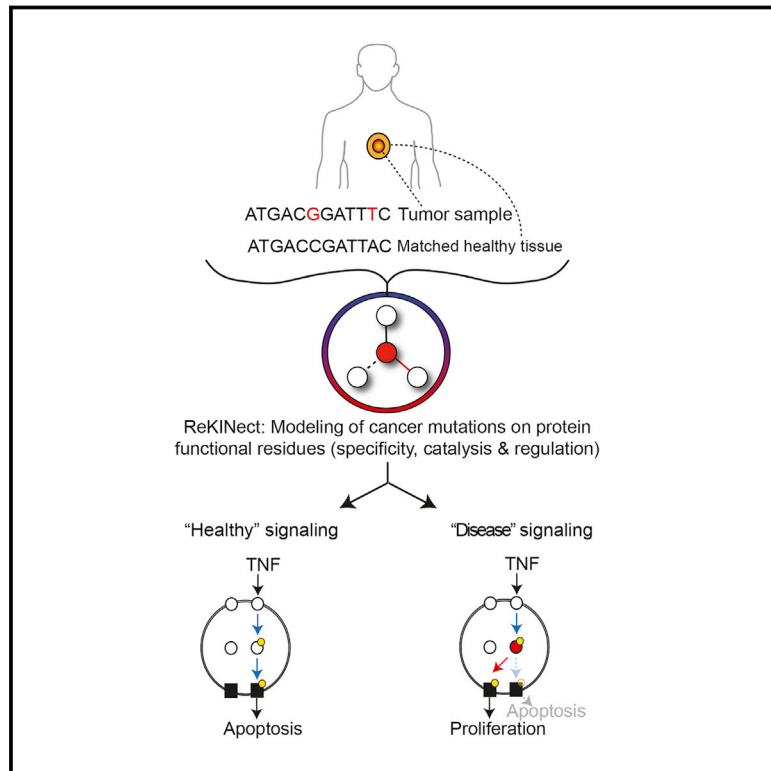 ATGACGGATTTC Tumor sample
ATGACCGATTAC Matched healthy tissue
ReKINect: Modeling of cancer mutations on protein
functional residues (specificity, catalysis & regulation)
"Healthy" signaling
"Disease" signaling
TNF
TNF
Apoptosis
Apoptosis
Proliferation